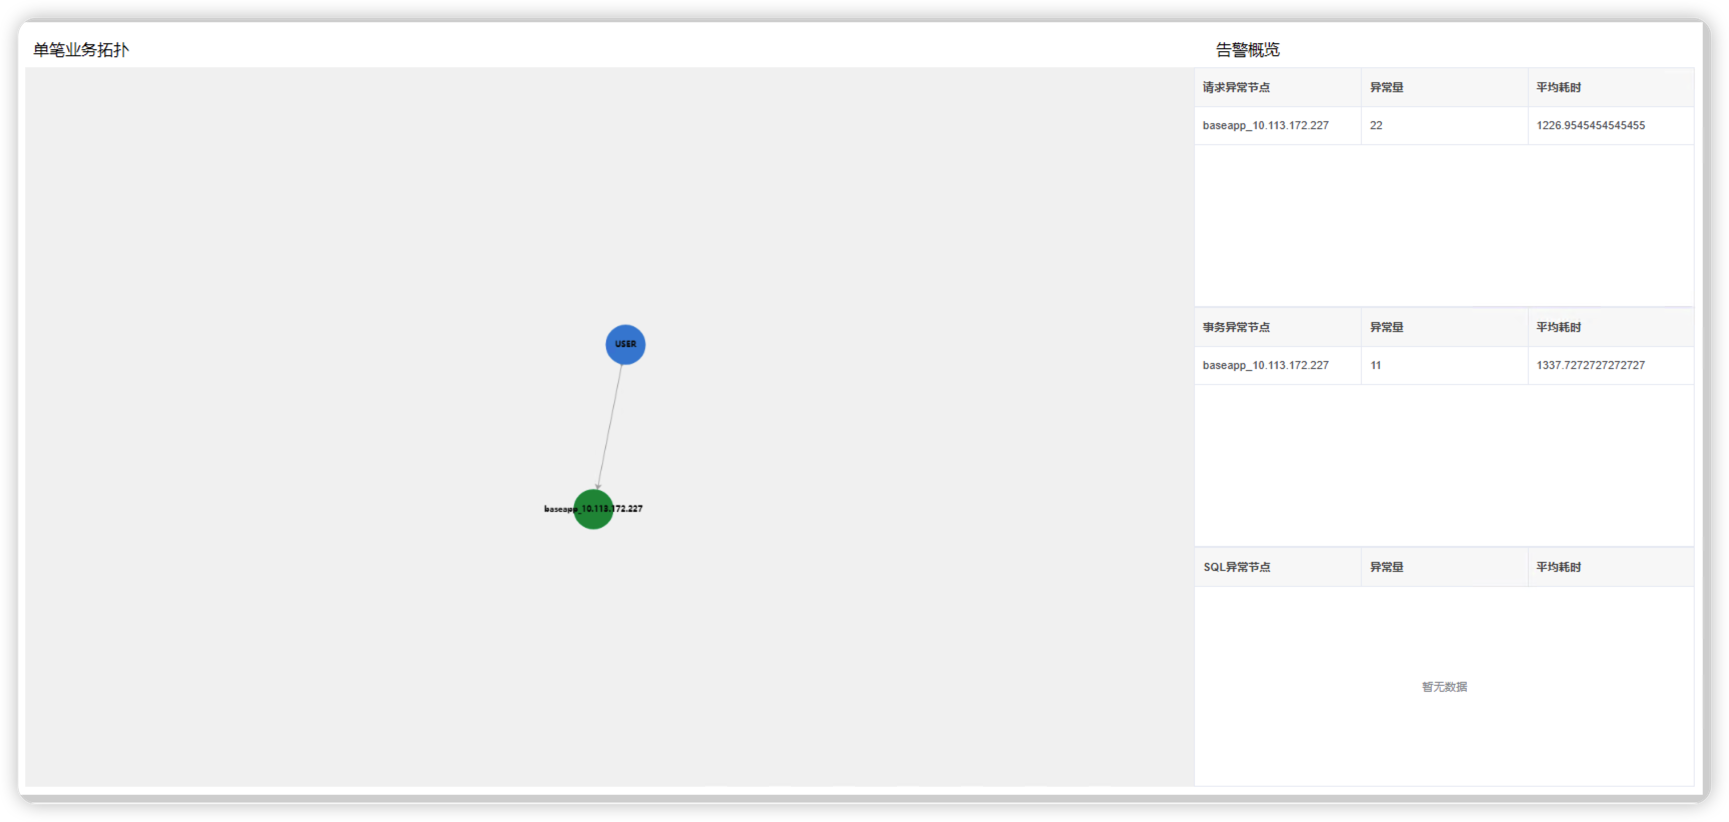 单笔业务拓扑
USER
baseapp_10.113.172.227
告警概览
请求异常节点 异常量 平均耗时
baseapp_10.113.172.227 22 1226.9545454545455
事务异常节点 异常量 平均耗时
baseapp_10.113.172.227 11 1337.7272727272727
SQL异常节点 异常量 平均耗时
暂无数据